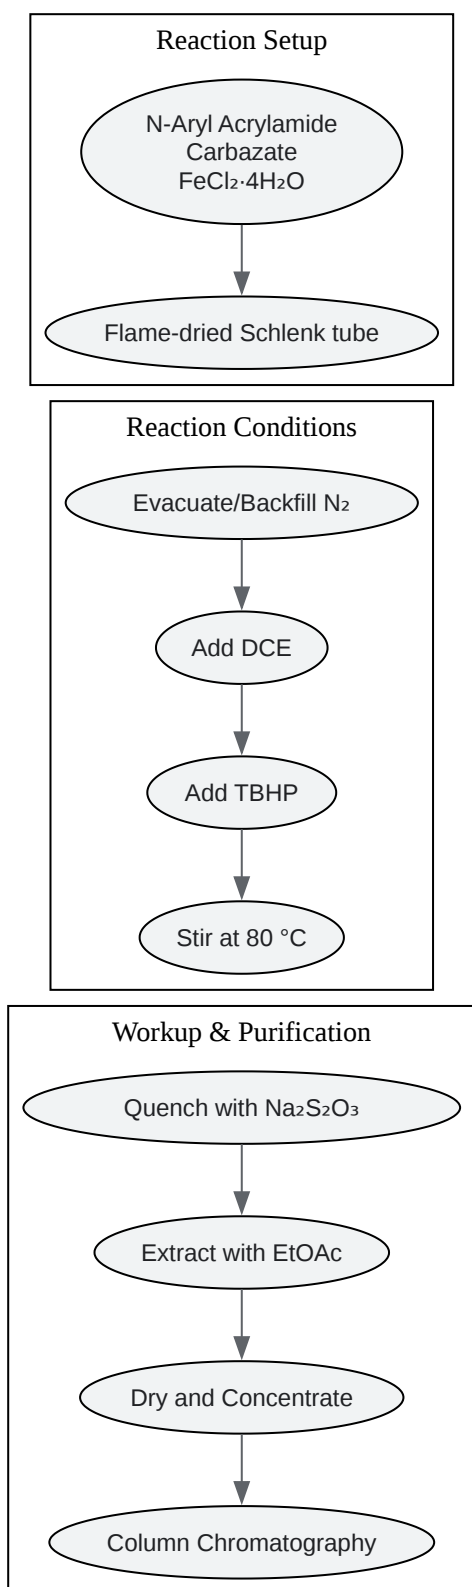 Reaction Setup
N-Aryl Acrylamide
Carbazate
FeCl₂·4H₂O
Flame-dried Schlenk tube
Reaction Conditions
Evacuate/Backfill N₂
Add DCE
Add TBHP
Stir at 80 °C
Workup & Purification
Quench with Na₂S₂O₃
Extract with EtOAc
Dry and Concentrate
Column Chromatography